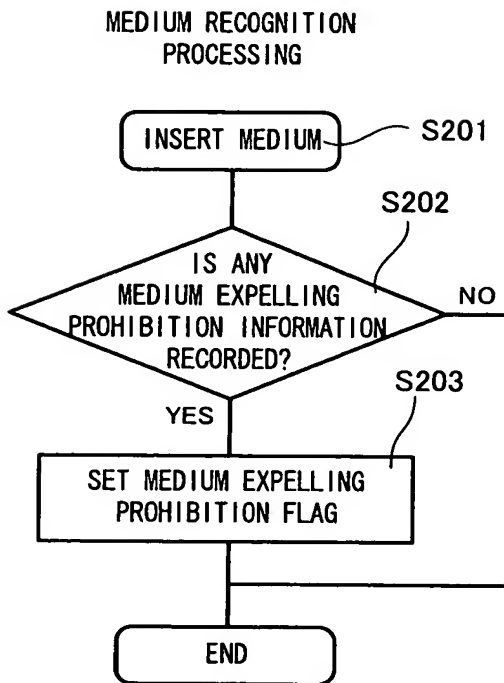 MEDIUM RECOGNITION
PROCESSING
INSERT MEDIUM
S201
S202
IS ANY
MEDIUM EXPELLING
PROHIBITION INFORMATION
RECORDED?
NO
YES
S203
SET MEDIUM EXPELLING
PROHIBITION FLAG
END